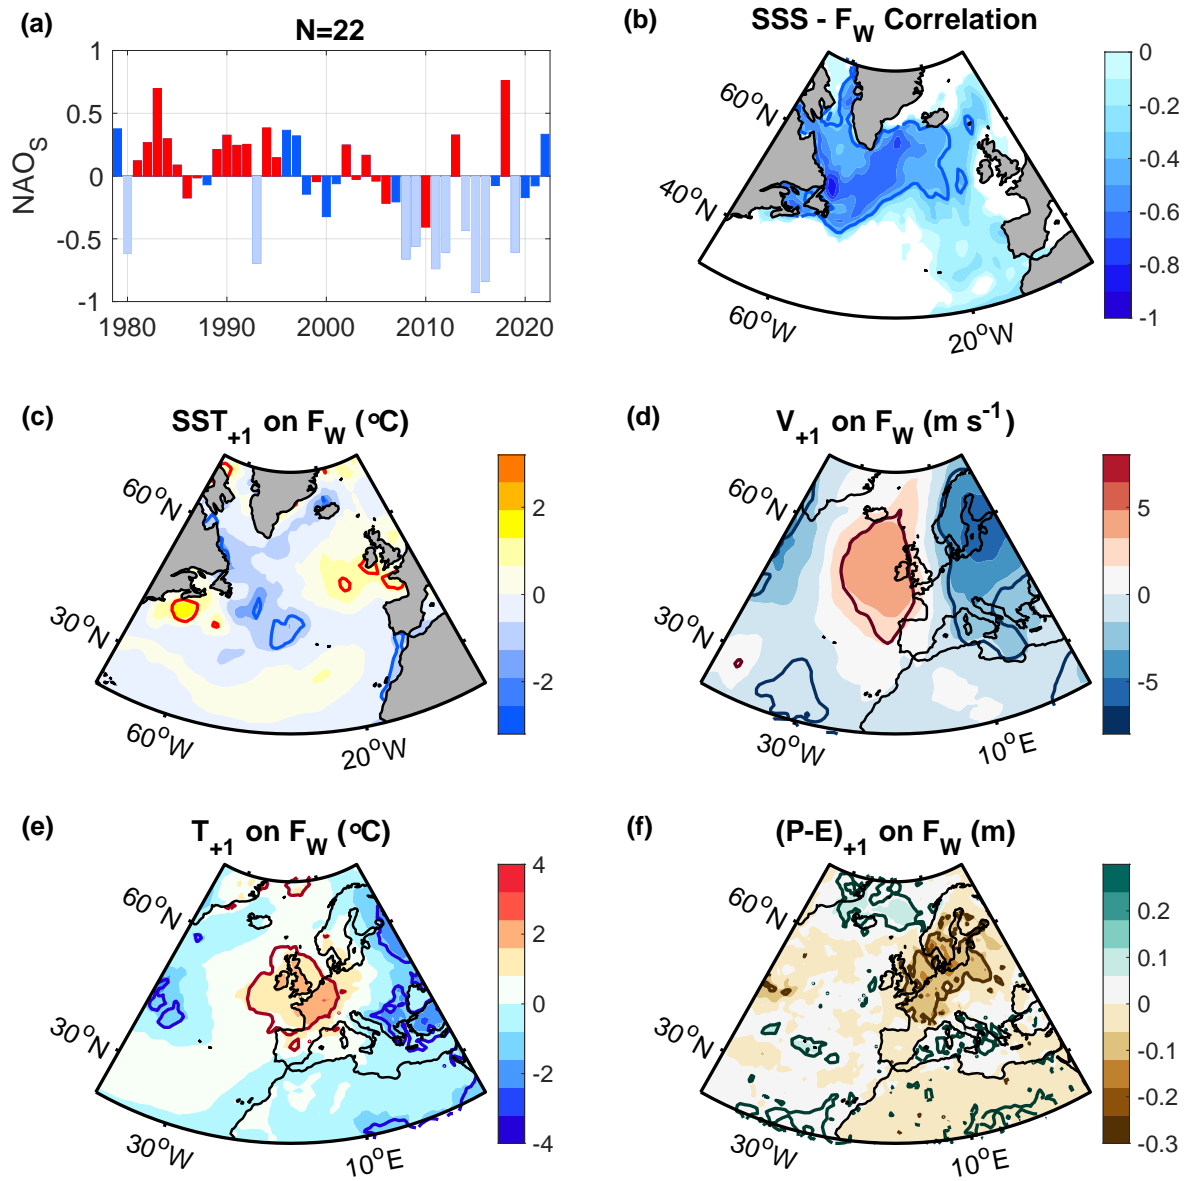 (a)
N=22
NAO_S
1
0.5
0
-0.5
-1
1980 1990 2000 2010 2020
(b)
SSS - F_W Correlation
60°N
40°N
60°W
20°W
0
-0.2
-0.4
-0.6
-0.8
-1
(c)
SST_+1 on F_W (°C)
60°N
30°N
60°W
20°W
2
0
-2
(d)
V_+1 on F_W (m s^-1)
60°N
30°N
30°W
10°E
5
0
-5
(e)
T_+1 on F_W (°C)
60°N
30°N
30°W
10°E
4
2
0
-2
-4
(f)
(P-E)_+1 on F_W (m)
60°N
30°N
30°W
10°E
0.2
0.1
0
-0.1
-0.2
-0.3